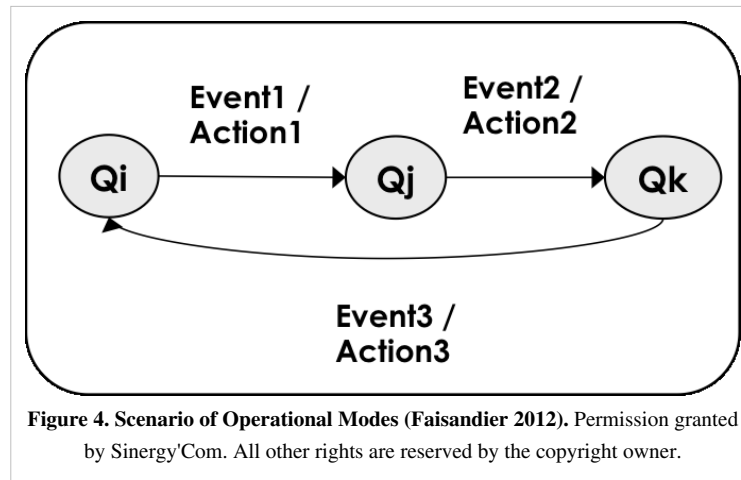 Event1 /
Action1
Event2 /
Action2
Qi
Qj
Qk
Event3 /
Action3
Figure 4. Scenario of Operational Modes (Faisandier 2012). Permission granted
by Sinergy'Com. All other rights are reserved by the copyright owner.